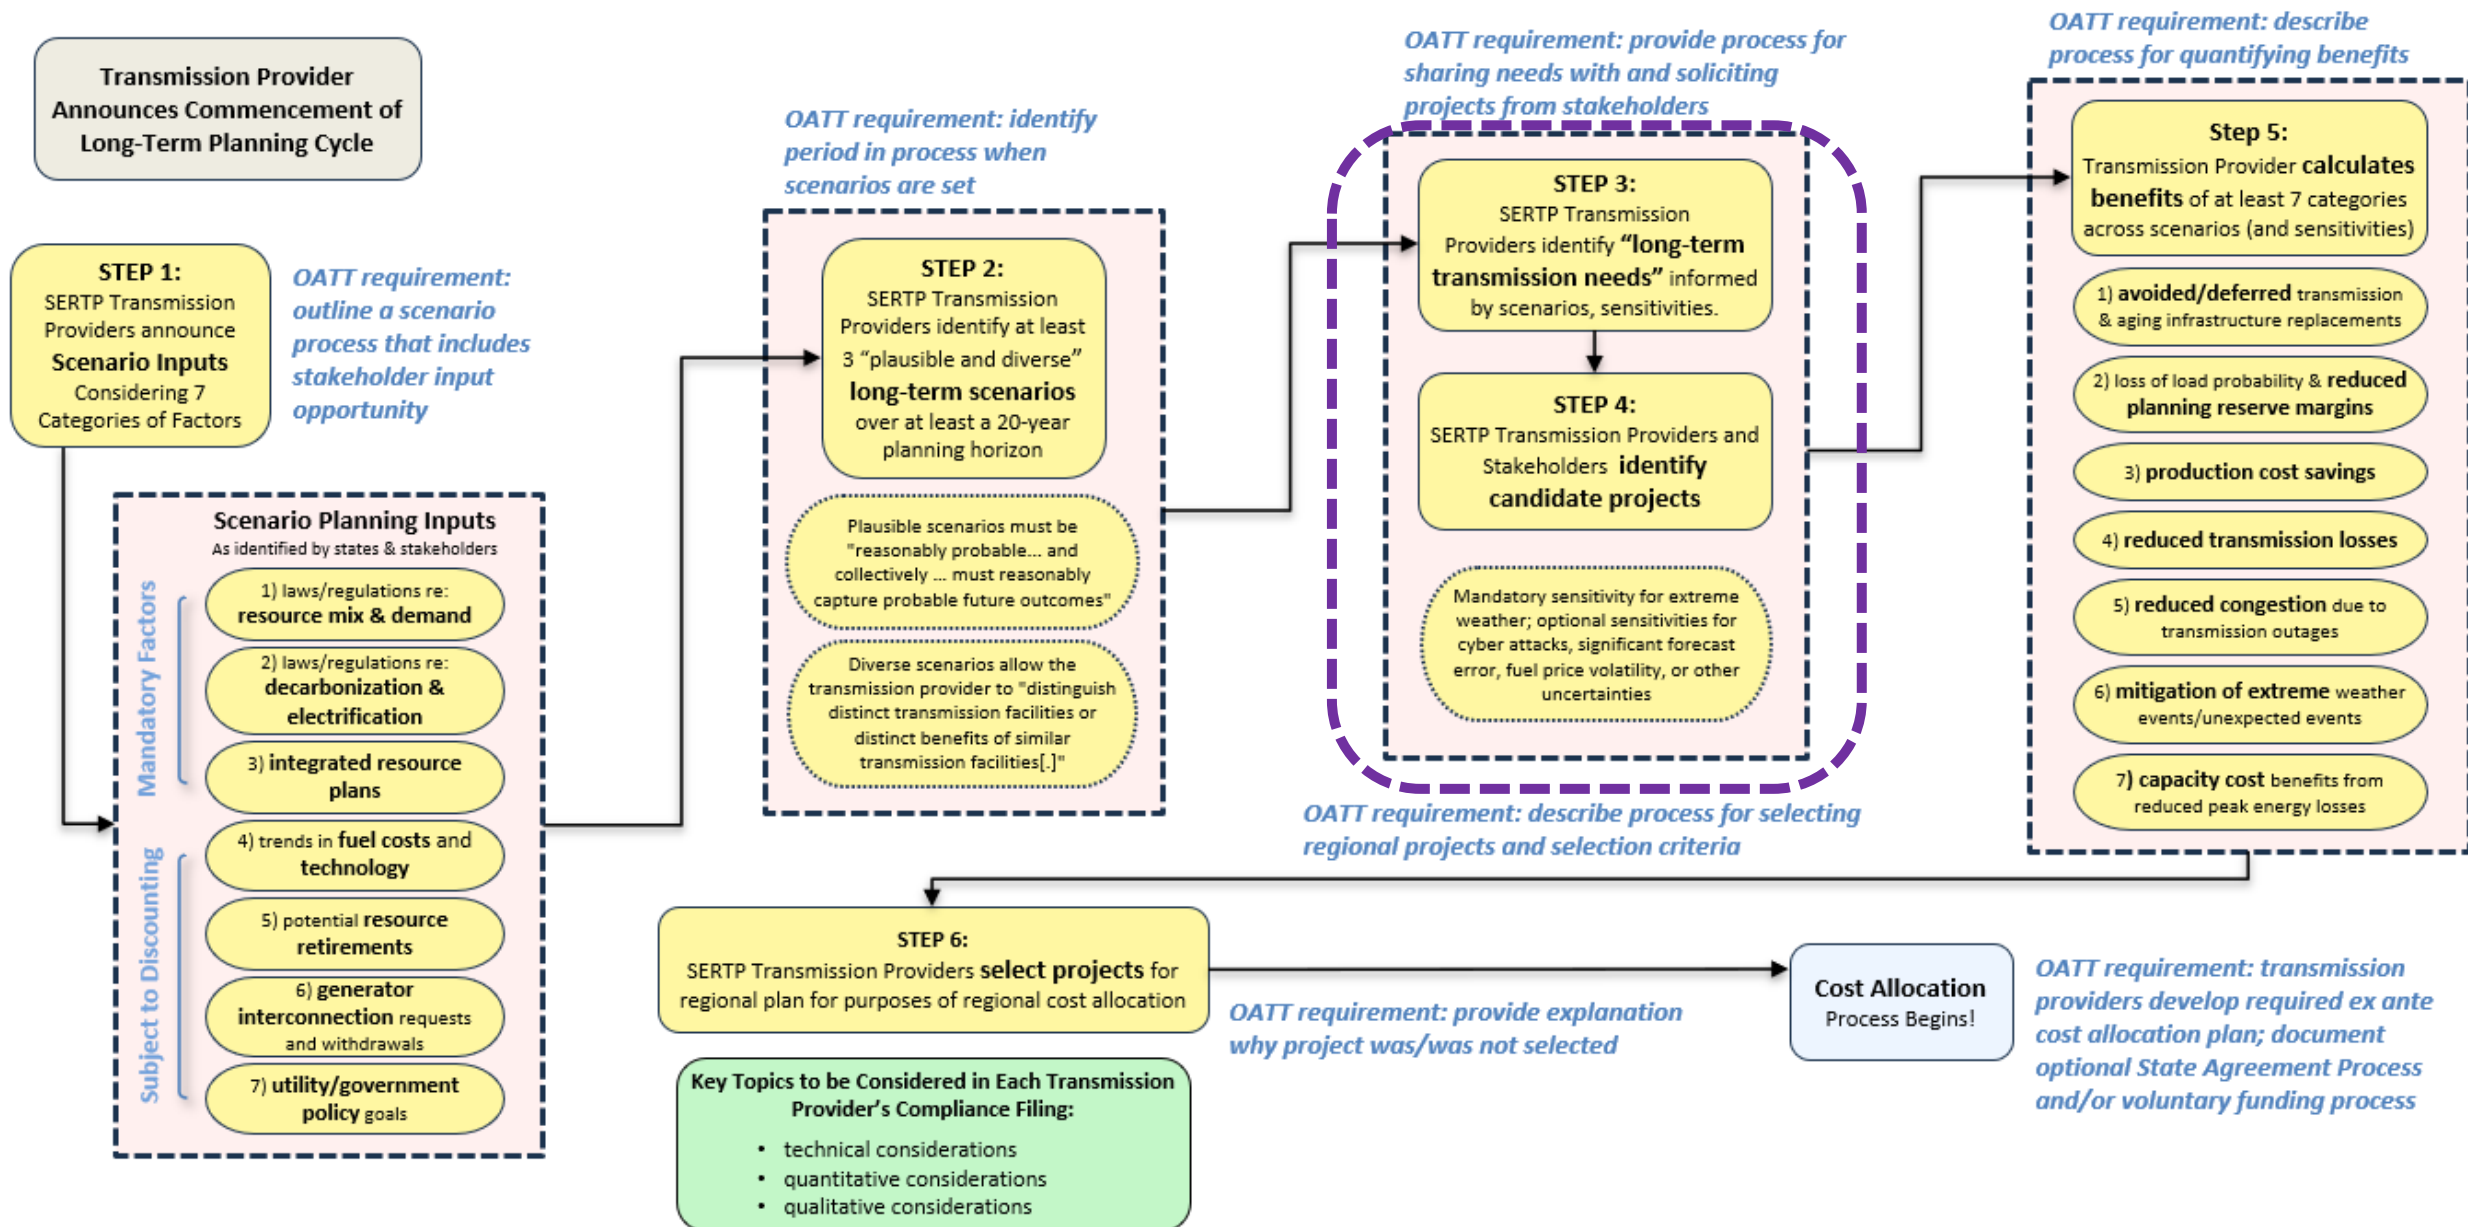 Transmission Provider
Announces Commencement of
Long-Term Planning Cycle
STEP 1:
SERTP Transmission
Providers announce
Scenario Inputs
Considering 7
Categories of Factors
OATT requirement:
outline a scenario
process that includes
stakeholder input
opportunity
Scenario Planning Inputs
As identified by states & stakeholders
Mandatory Factors
1) laws/regulations re:
resource mix & demand
2) laws/regulations re:
decarbonization &
electrification
3) integrated resource
plans
Subject to Discounting
4) trends in fuel costs and
technology
5) potential resource
retirements
6) generator
interconnection requests
and withdrawals
7) utility/government
policy goals
OATT requirement: identify
period in process when
scenarios are set
STEP 2:
SERTP Transmission
Providers identify at least
3 “plausible and diverse”
long-term scenarios
over at least a 20-year
planning horizon
Plausible scenarios must be
"reasonably probable... and
collectively ... must reasonably
capture probable future outcomes"
Diverse scenarios allow the
transmission provider to "distinguish
distinct transmission facilities or
distinct benefits of similar
transmission facilities[.]"
OATT requirement: provide process for
sharing needs with and soliciting
projects from stakeholders
STEP 3:
SERTP Transmission
Providers identify “long-term
transmission needs” informed
by scenarios, sensitivities.
STEP 4:
SERTP Transmission Providers and
Stakeholders identify
candidate projects
Mandatory sensitivity for extreme
weather; optional sensitivities for
cyber attacks, significant forecast
error, fuel price volatility, or other
uncertainties
OATT requirement: describe process for selecting
regional projects and selection criteria
OATT requirement: describe
process for quantifying benefits
Step 5:
Transmission Provider calculates
benefits of at least 7 categories
across scenarios (and sensitivities)
1) avoided/deferred transmission
& aging infrastructure replacements
2) loss of load probability & reduced
planning reserve margins
3) production cost savings
4) reduced transmission losses
5) reduced congestion due to
transmission outages
6) mitigation of extreme weather
events/unexpected events
7) capacity cost benefits from
reduced peak energy losses
STEP 6:
SERTP Transmission Providers select projects for
regional plan for purposes of regional cost allocation
OATT requirement: provide explanation
why project was/was not selected
Cost Allocation
Process Begins!
OATT requirement: transmission
providers develop required ex ante
cost allocation plan; document
optional State Agreement Process
and/or voluntary funding process
Key Topics to be Considered in Each Transmission
Provider’s Compliance Filing:
• technical considerations
• quantitative considerations
• qualitative considerations